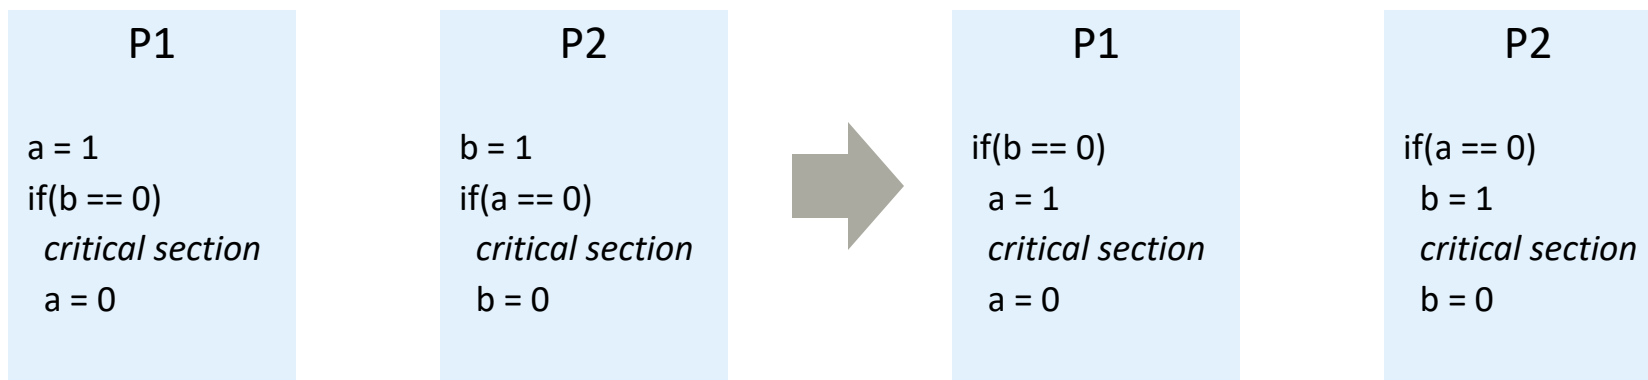 P1
a = 1
if(b == 0)
critical section
a = 0
P2
b = 1
if(a == 0)
critical section
b = 0
P1
if(b == 0)
a = 1
critical section
a = 0
P2
if(a == 0)
b = 1
critical section
b = 0